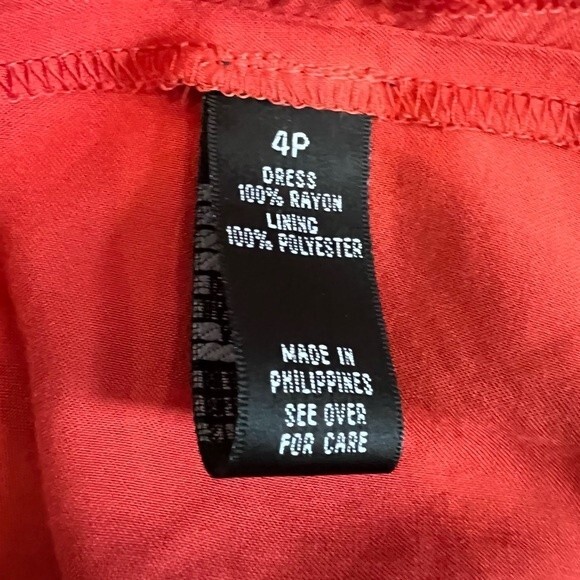 4P
DRESS
100% RAYON
LINING
100% POLYESTER
MADE IN
PHILIPPINES
SEE OVER
FOR CARE